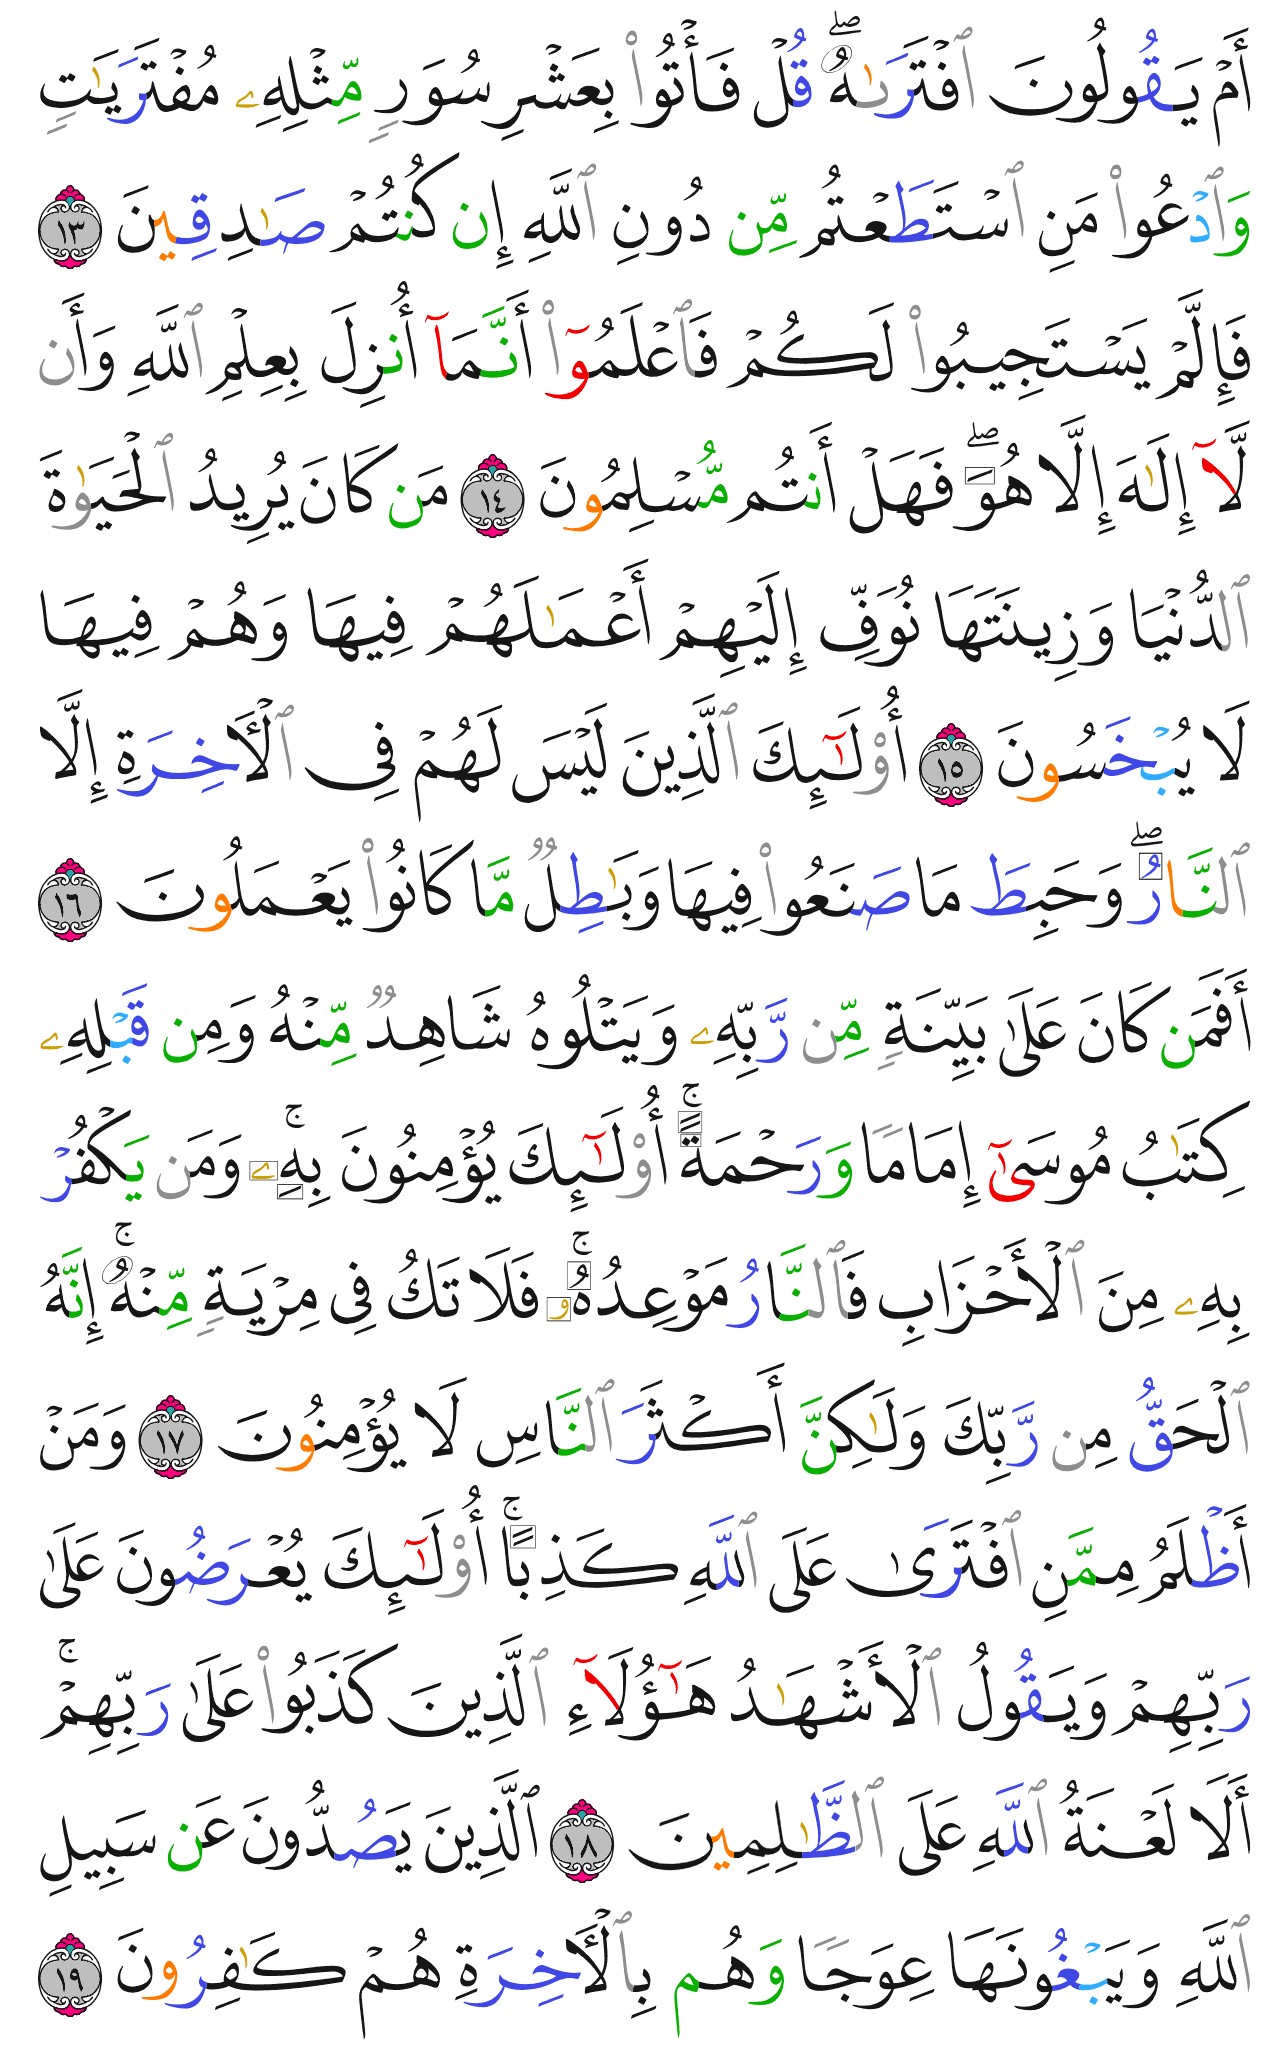 أَمۡ يَقُولُونَ ٱفۡتَرَىٰهُۖ قُلۡ فَأۡتُواْ بِعَشۡرِ سُوَرٖ مِّثۡلِهِۦ مُفۡتَرَيَٰتٖ
وَٱدۡعُواْ مَنِ ٱسۡتَطَعۡتُم مِّن دُونِ ٱللَّهِ إِن كُنتُمۡ صَٰدِقِينَ ١٣
فَإِلَّمۡ يَسۡتَجِيبُواْ لَكُمۡ فَٱعۡلَمُوٓاْ أَنَّمَآ أُنزِلَ بِعِلۡمِ ٱللَّهِ وَأَن
لَّآ إِلَٰهَ إِلَّا هُوَۖ فَهَلۡ أَنتُم مُّسۡلِمُونَ ١٤ مَن كَانَ يُرِيدُ ٱلۡحَيَوٰةَ
ٱلدُّنۡيَا وَزِينَتَهَا نُوَفِّ إِلَيۡهِمۡ أَعۡمَٰلَهُمۡ فِيهَا وَهُمۡ فِيهَا
لَا يُبۡخَسُونَ ١٥ أُوْلَٰٓئِكَ ٱلَّذِينَ لَيۡسَ لَهُمۡ فِي ٱلۡأٓخِرَةِ إِلَّا
ٱلنَّارُۖ وَحَبِطَ مَا صَنَعُواْ فِيهَا وَبَٰطِلٞ مَّا كَانُواْ يَعۡمَلُونَ ١٦
أَفَمَن كَانَ عَلَىٰ بَيِّنَةٖ مِّن رَّبِّهِۦ وَيَتۡلُوهُ شَاهِدٞ مِّنۡهُ وَمِن قَبۡلِهِۦ
كِتَٰبُ مُوسَىٰٓ إِمَامٗا وَرَحۡمَةًۚ أُوْلَٰٓئِكَ يُؤۡمِنُونَ بِهِۦۚ وَمَن يَكۡفُرۡ
بِهِۦ مِنَ ٱلۡأَحۡزَابِ فَٱلنَّارُ مَوۡعِدُهُۥۚ فَلَا تَكُ فِي مِرۡيَةٖ مِّنۡهُۚ إِنَّهُ
ٱلۡحَقُّ مِن رَّبِّكَ وَلَٰكِنَّ أَكۡثَرَ ٱلنَّاسِ لَا يُؤۡمِنُونَ ١٧ وَمَنۡ
أَظۡلَمُ مِمَّنِ ٱفۡتَرَىٰ عَلَى ٱللَّهِ كَذِبًاۚ أُوْلَٰٓئِكَ يُعۡرَضُونَ عَلَىٰ
رَبِّهِمۡ وَيَقُولُ ٱلۡأَشۡهَٰدُ هَٰٓؤُلَآءِ ٱلَّذِينَ كَذَبُواْ عَلَىٰ رَبِّهِمۡۚ
أَلَا لَعۡنَةُ ٱللَّهِ عَلَى ٱلظَّٰلِمِينَ ١٨ ٱلَّذِينَ يَصُدُّونَ عَن سَبِيلِ
ٱللَّهِ وَيَبۡغُونَهَا عِوَجٗا وَهُم بِٱلۡأٓخِرَةِ هُمۡ كَٰفِرُونَ ١٩